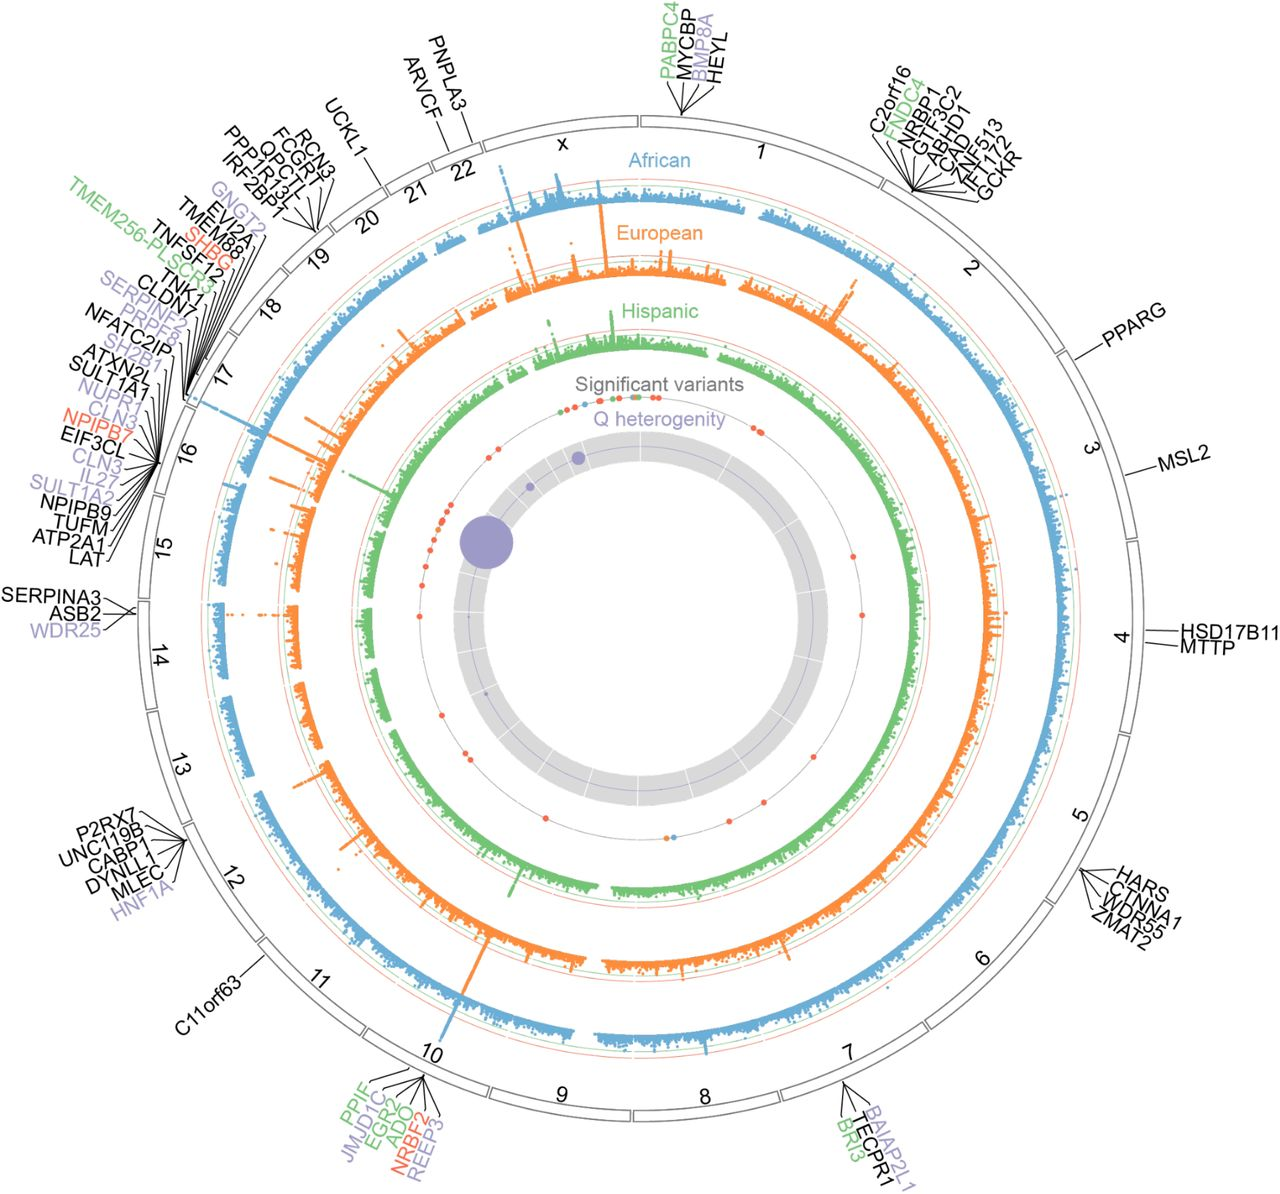 PABPC4
MYCBP
BMP8A
HEYL
C2orf16
FNDC4
NRBP1
GTF3C2
ABHD1
CAD
ZNF513
IFT172
GCKR
PPARG
MSL2
HSD17B11
MTTP
HARS
CTNNA1
WDR55
ZMAT2
BAIAP2L1
TECPR1
BRI3
REEP3
NRBF2
ADO
EGR2
JMJD1C
PPIF
C11orf63
HNF1A
MLEC
DYNLL1
CABP1
UNC119B
P2RX7
WDR25
ASB2
SERPINA3
LAT
ATP2A1
TUFM
NPIPB9
SULT1A2
IL27
CLN3
EIF3CL
NPIPB7
CLN3
NUPR1
SULT1A1
ATXN2L
SH2B1
NFATC2IP
PRPF8
SERPINF2
CLDN7
TNK1
TMEM256-PLSCR3
TNFSF12
SHBG
TMEM88
EVI2A
GNGT2
IRF2BP1
PPP1R13L
QPCTL
FCGRT
RCN3
UCKL1
ARVCF
PNPLA3
1
2
3
4
5
6
7
8
9
10
11
12
13
14
15
16
17
18
19
20
21
22
x
African
European
Hispanic
Significant variants
Q heterogenity